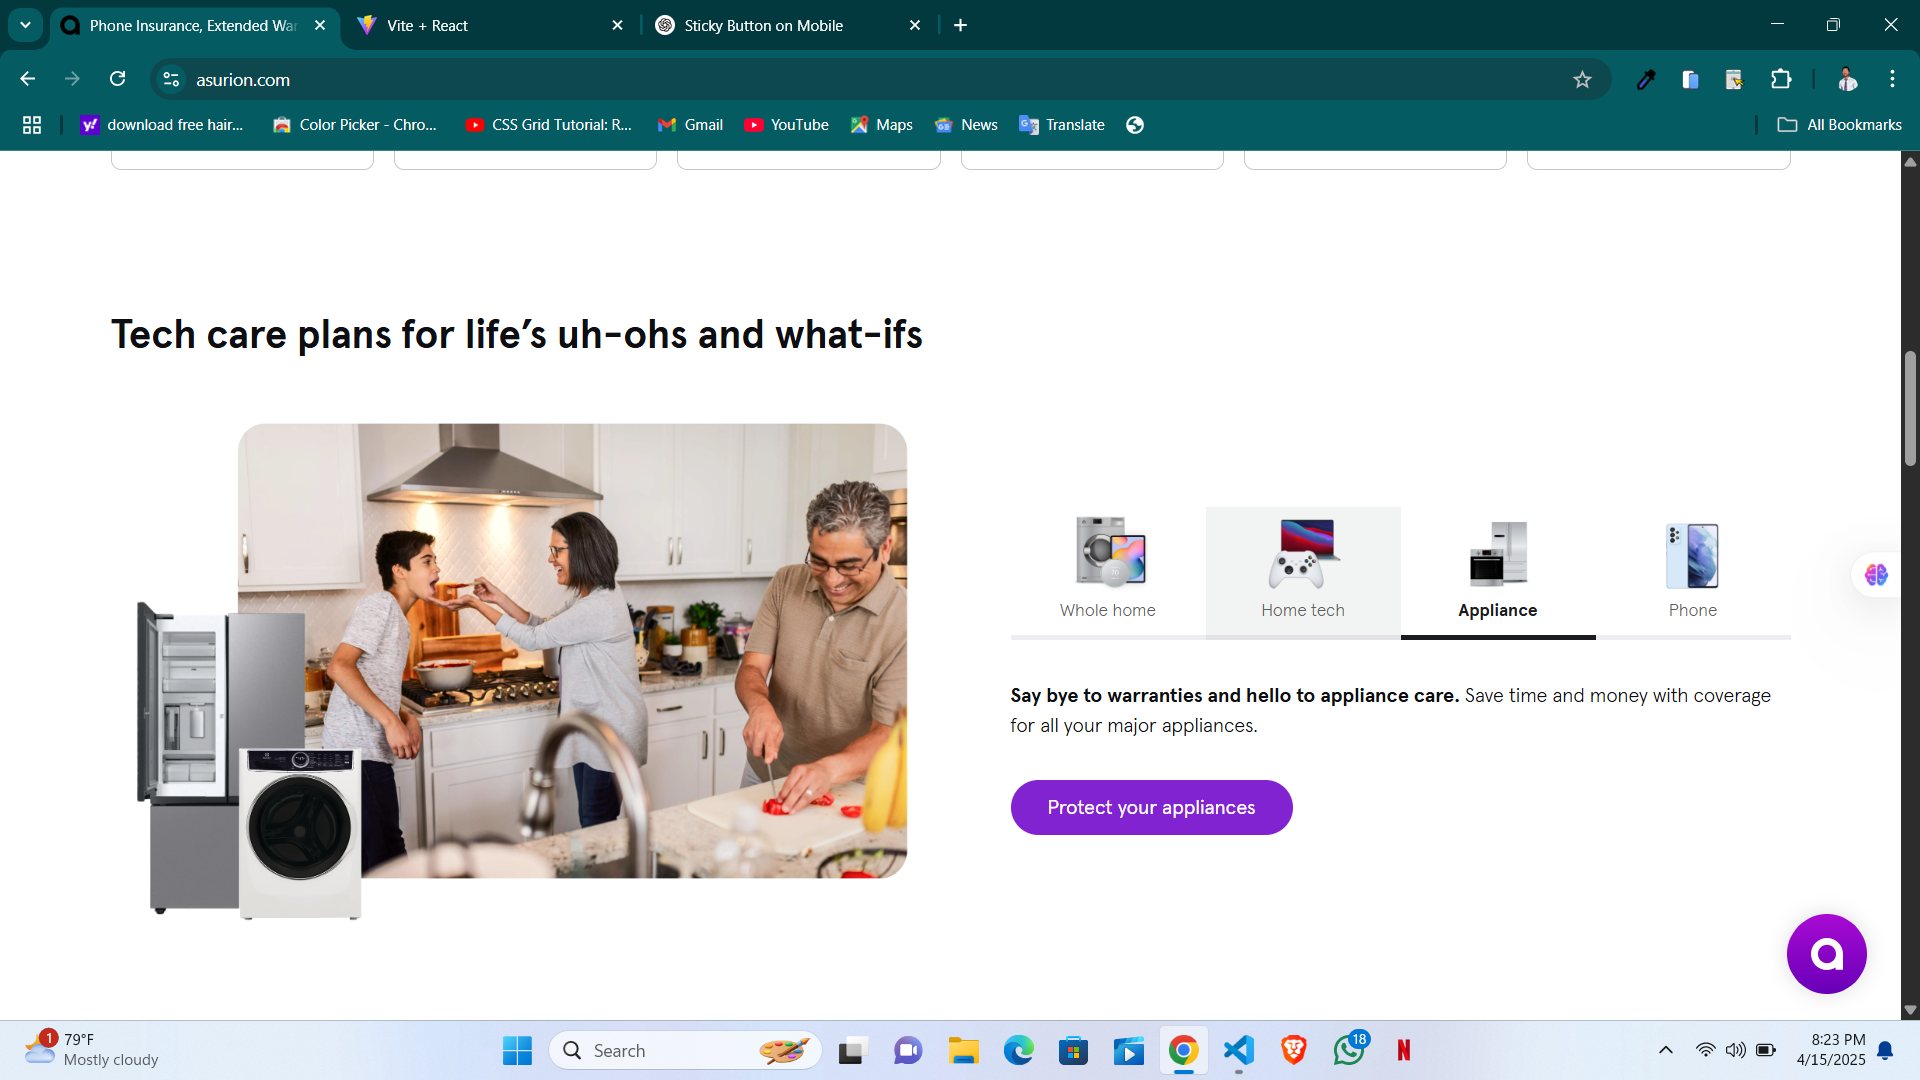 Phone Insurance, Extended War
Vite + React
Sticky Button on Mobile
asurion.com
download free hair...
Color Picker - Chro...
CSS Grid Tutorial: R...
Gmail
YouTube
Maps
News
Translate
All Bookmarks
Tech care plans for life’s uh-ohs and what-ifs
Whole home
Home tech
Appliance
Phone
Say bye to warranties and hello to appliance care. Save time and money with coverage
for all your major appliances.
Protect your appliances
1
79°F
Mostly cloudy
Search
18
8:23 PM
4/15/2025